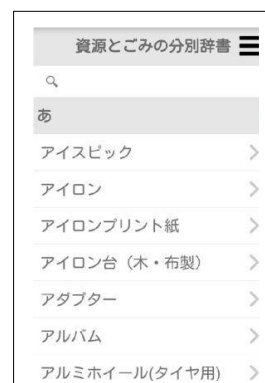 資源とごみの分別辞書
あ
アイスピック
アイロン
アイロンプリント紙
アイロン台（木・布製）
アダプター
アルバム
アルミホイール(タイヤ用)